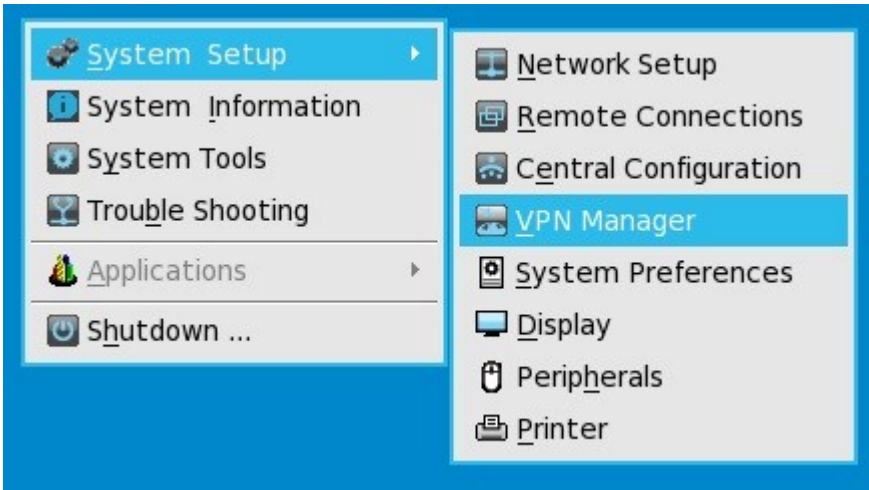 System Setup
System Information
System Tools
Trouble Shooting
Applications
Shutdown ...
Network Setup
Remote Connections
Central Configuration
VPN Manager
System Preferences
Display
Peripherals
Printer